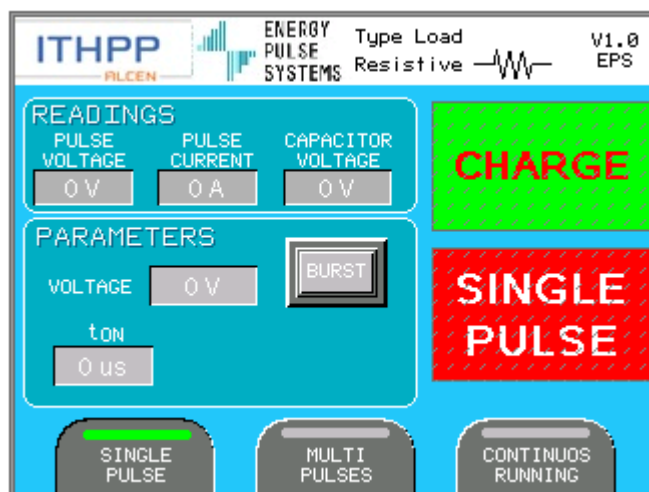 ITHPP
ALCEN
ENERGY
PULSE
SYSTEMS
Type Load
Resistive
V1.0
EPS
READINGS
PULSE
VOLTAGE
PULSE
CURRENT
CAPACITOR
VOLTAGE
0 V
0 A
0 V
CHARGE
PARAMETERS
VOLTAGE
0 V
BURST
tON
0 us
SINGLE
PULSE
SINGLE
PULSE
MULTI
PULSES
CONTINUOS
RUNNING